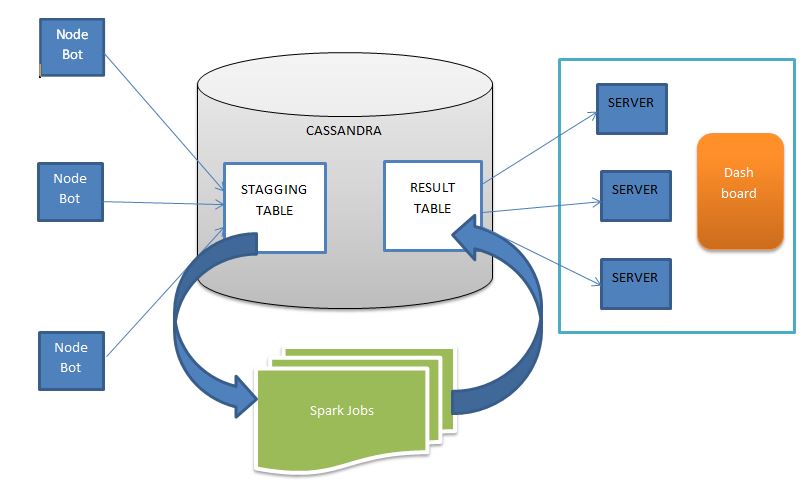 Node
Bot
Node
Bot
Node
Bot
CASSANDRA
STAGGING
TABLE
RESULT
TABLE
Spark Jobs
SERVER
SERVER
SERVER
Dash
board